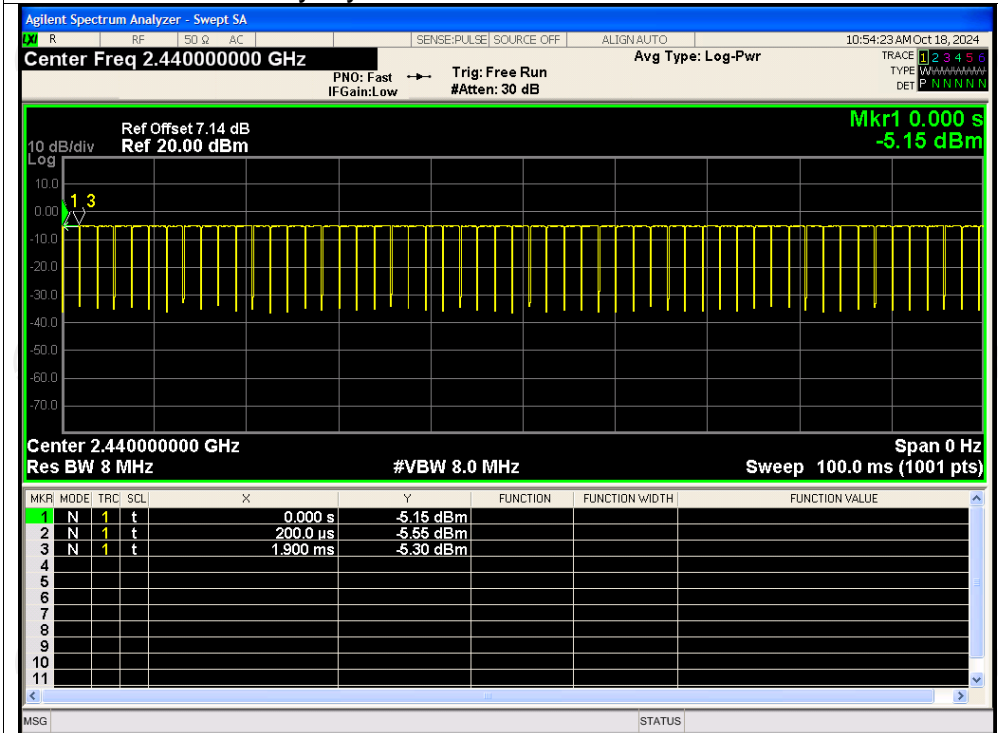 Agilent Spectrum Analyzer - Swept SA
LXI R RF 50 Ω AC SENSE:PULSE SOURCE OFF ALIGN AUTO 10:54:23 AM Oct 18, 2024
Center Freq 2.440000000 GHz Avg Type: Log-Pwr TRACE 1 2 3 4 5 6
PNO: Fast Trig: Free Run TYPE WWWWWWW
IFGain:Low #Atten: 30 dB DET P N N N N N
Mkr1 0.000 s
Ref Offset 7.14 dB
10 dB/div Ref 20.00 dBm -5.15 dBm
Log
10.0
1 3
0.00
-10.0
-20.0
-30.0
-40.0
-50.0
-60.0
-70.0
Center 2.440000000 GHz Span 0 Hz
Res BW 8 MHz #VBW 8.0 MHz Sweep 100.0 ms (1001 pts)
MKR MODE TRC SCL X Y FUNCTION FUNCTION WIDTH FUNCTION VALUE
1 N 1 t 0.000 s -5.15 dBm
2 N 1 t 200.0 µs -5.55 dBm
3 N 1 t 1.900 ms -5.30 dBm
4
5
6
7
8
9
10
11
MSG STATUS